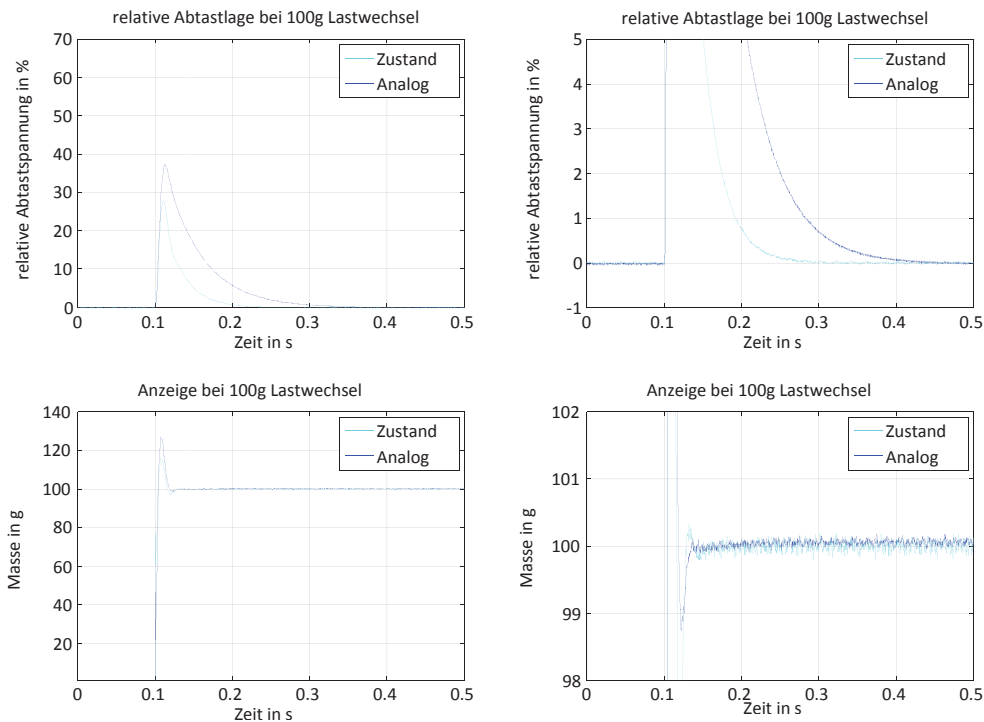 relative Abtastlage bei 100g Lastwechsel
relative Abtastspannung in %
70
60
50
40
30
20
10
0
0 0.1 0.2 0.3 0.4 0.5
Zeit in s
Zustand
Analog
relative Abtastlage bei 100g Lastwechsel
relative Abtastspannung in %
5
4
3
2
1
0
-1
0 0.1 0.2 0.3 0.4 0.5
Zeit in s
Zustand
Analog
Anzeige bei 100g Lastwechsel
Masse in g
140
120
100
80
60
40
20
0 0.1 0.2 0.3 0.4 0.5
Zeit in s
Zustand
Analog
Anzeige bei 100g Lastwechsel
Masse in g
102
101
100
99
98
0 0.1 0.2 0.3 0.4 0.5
Zeit in s
Zustand
Analog